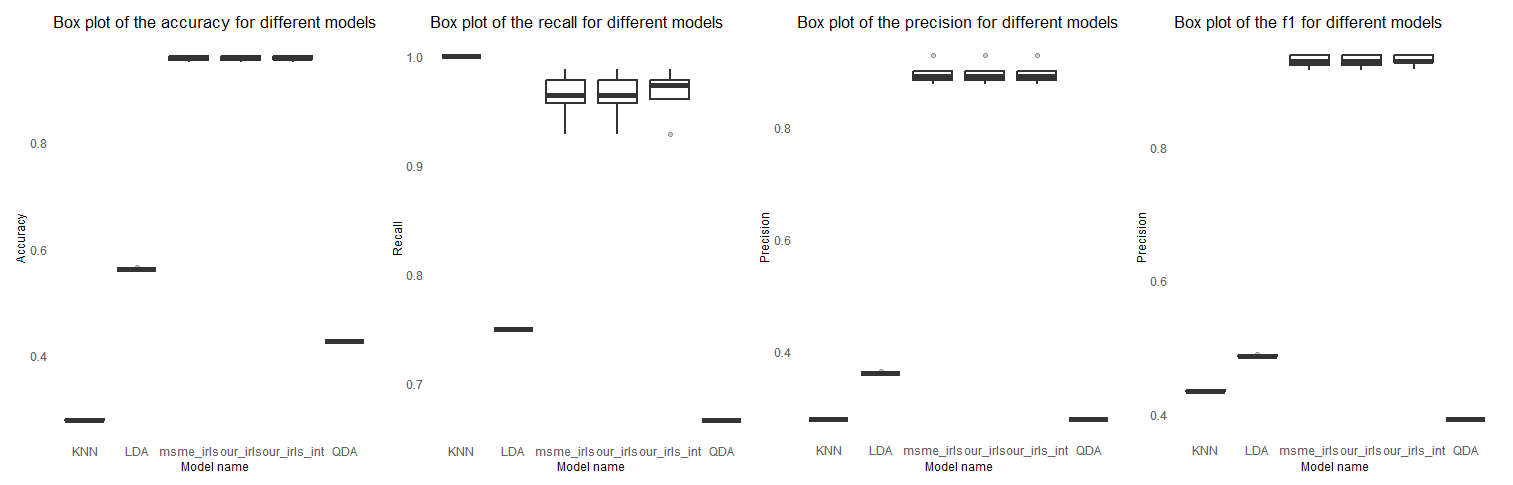 Box plot of the accuracy for different models
Accuracy
0.8
0.6
0.4
KNN LDA msme_irls our_irls our_irls_int QDA
Model name
Box plot of the recall for different models
Recall
1.0
0.9
0.8
0.7
KNN LDA msme_irls our_irls our_irls_int QDA
Model name
Box plot of the precision for different models
Precision
0.8
0.6
0.4
KNN LDA msme_irls our_irls our_irls_int QDA
Model name
Box plot of the f1 for different models
Precision
0.8
0.6
0.4
KNN LDA msme_irls our_irls our_irls_int QDA
Model name